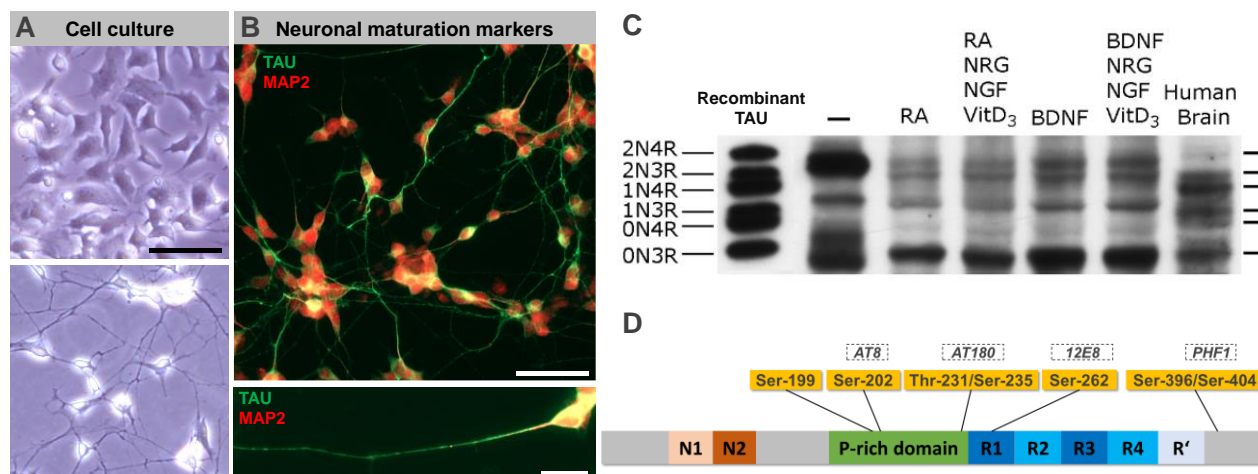 A Cell culture
B Neuronal maturation markers
TAU
MAP2
TAU
MAP2
C
Recombinant
TAU
–
RA
RA
NRG
NGF
VitD₃
BDNF
BDNF
NRG
NGF
VitD₃
Human
Brain
2N4R
2N3R
1N4R
1N3R
0N4R
0N3R
D
AT8 AT180 12E8 PHF1
Ser-199 Ser-202 Thr-231/Ser-235 Ser-262 Ser-396/Ser-404
N1 N2 P-rich domain R1 R2 R3 R4 R‘